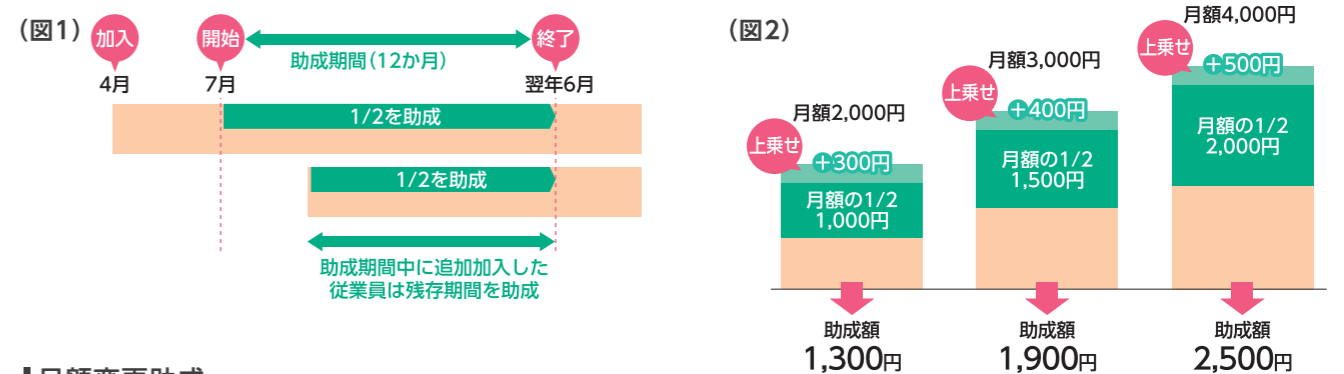 （図1）
加入
開始
終了
助成期間（12か月）
4月
7月
翌年6月
1/2を助成
1/2を助成
助成期間中に追加加入した
従業員は残存期間を助成
（図2）
月額2,000円
上乗せ
＋300円
月額の1/2
1,000円
助成額
1,300円
月額3,000円
上乗せ
＋400円
月額の1/2
1,500円
助成額
1,900円
月額4,000円
上乗せ
＋500円
月額の1/2
2,000円
助成額
2,500円
月額変更助成